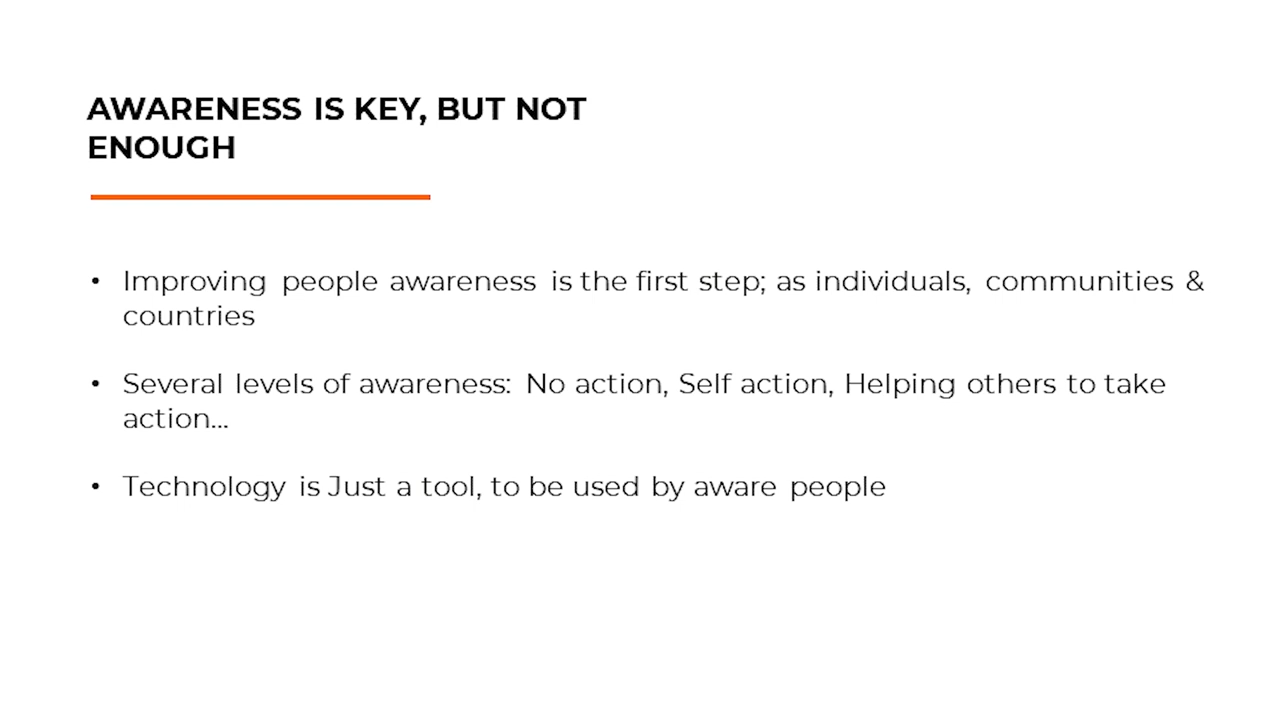 AWARENESS IS KEY, BUT NOT
ENOUGH
• Improving people awareness is the first step; as individuals, communities &
countries
• Several levels of awareness: No action, Self action, Helping others to take
action...
• Technology is Just a tool, to be used by aware people